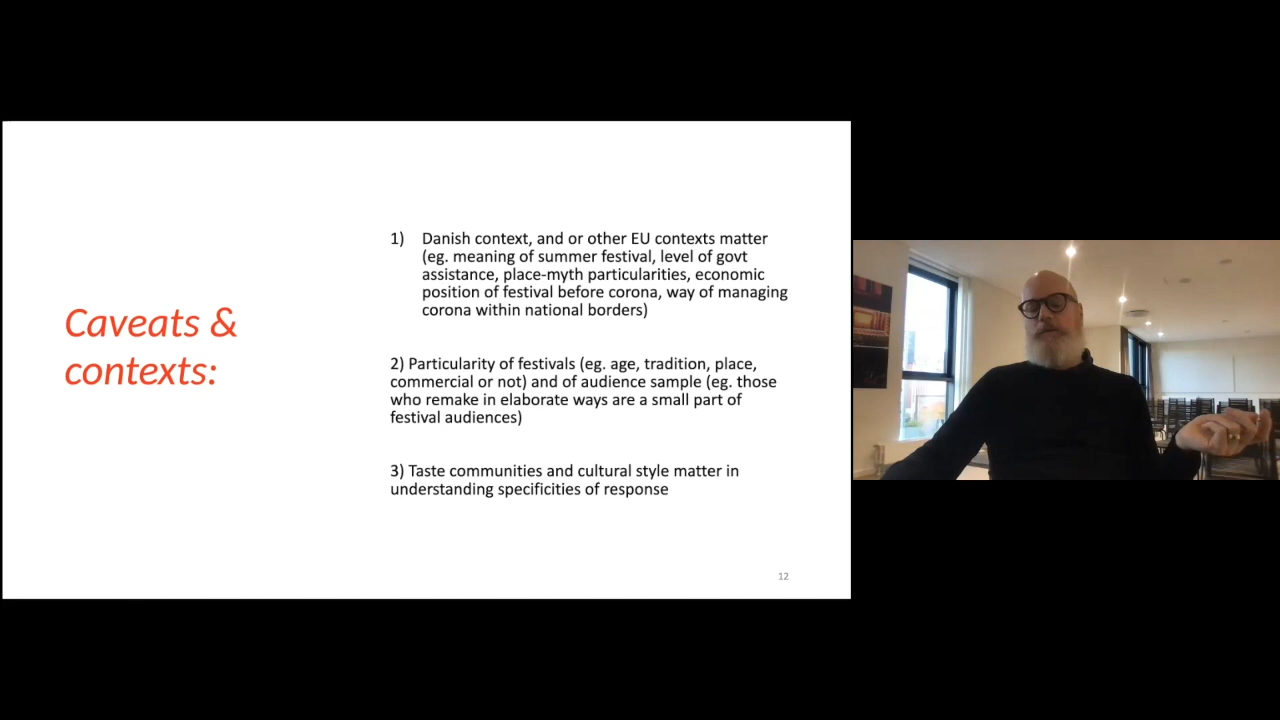 Caveats &
contexts:
1) Danish context, and or other EU contexts matter
(eg. meaning of summer festival, level of govt
assistance, place-myth particularities, economic
position of festival before corona, way of managing
corona within national borders)
2) Particularity of festivals (eg. age, tradition, place,
commercial or not) and of audience sample (eg. those
who remake in elaborate ways are a small part of
festival audiences)
3) Taste communities and cultural style matter in
understanding specificities of response
12